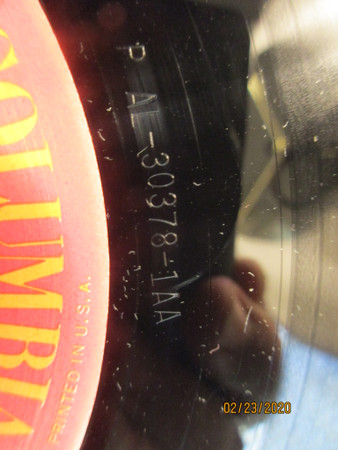 COLUMBIA
PRINTED IN U.S.A.
P AL-30378-1AA
02/23/2020